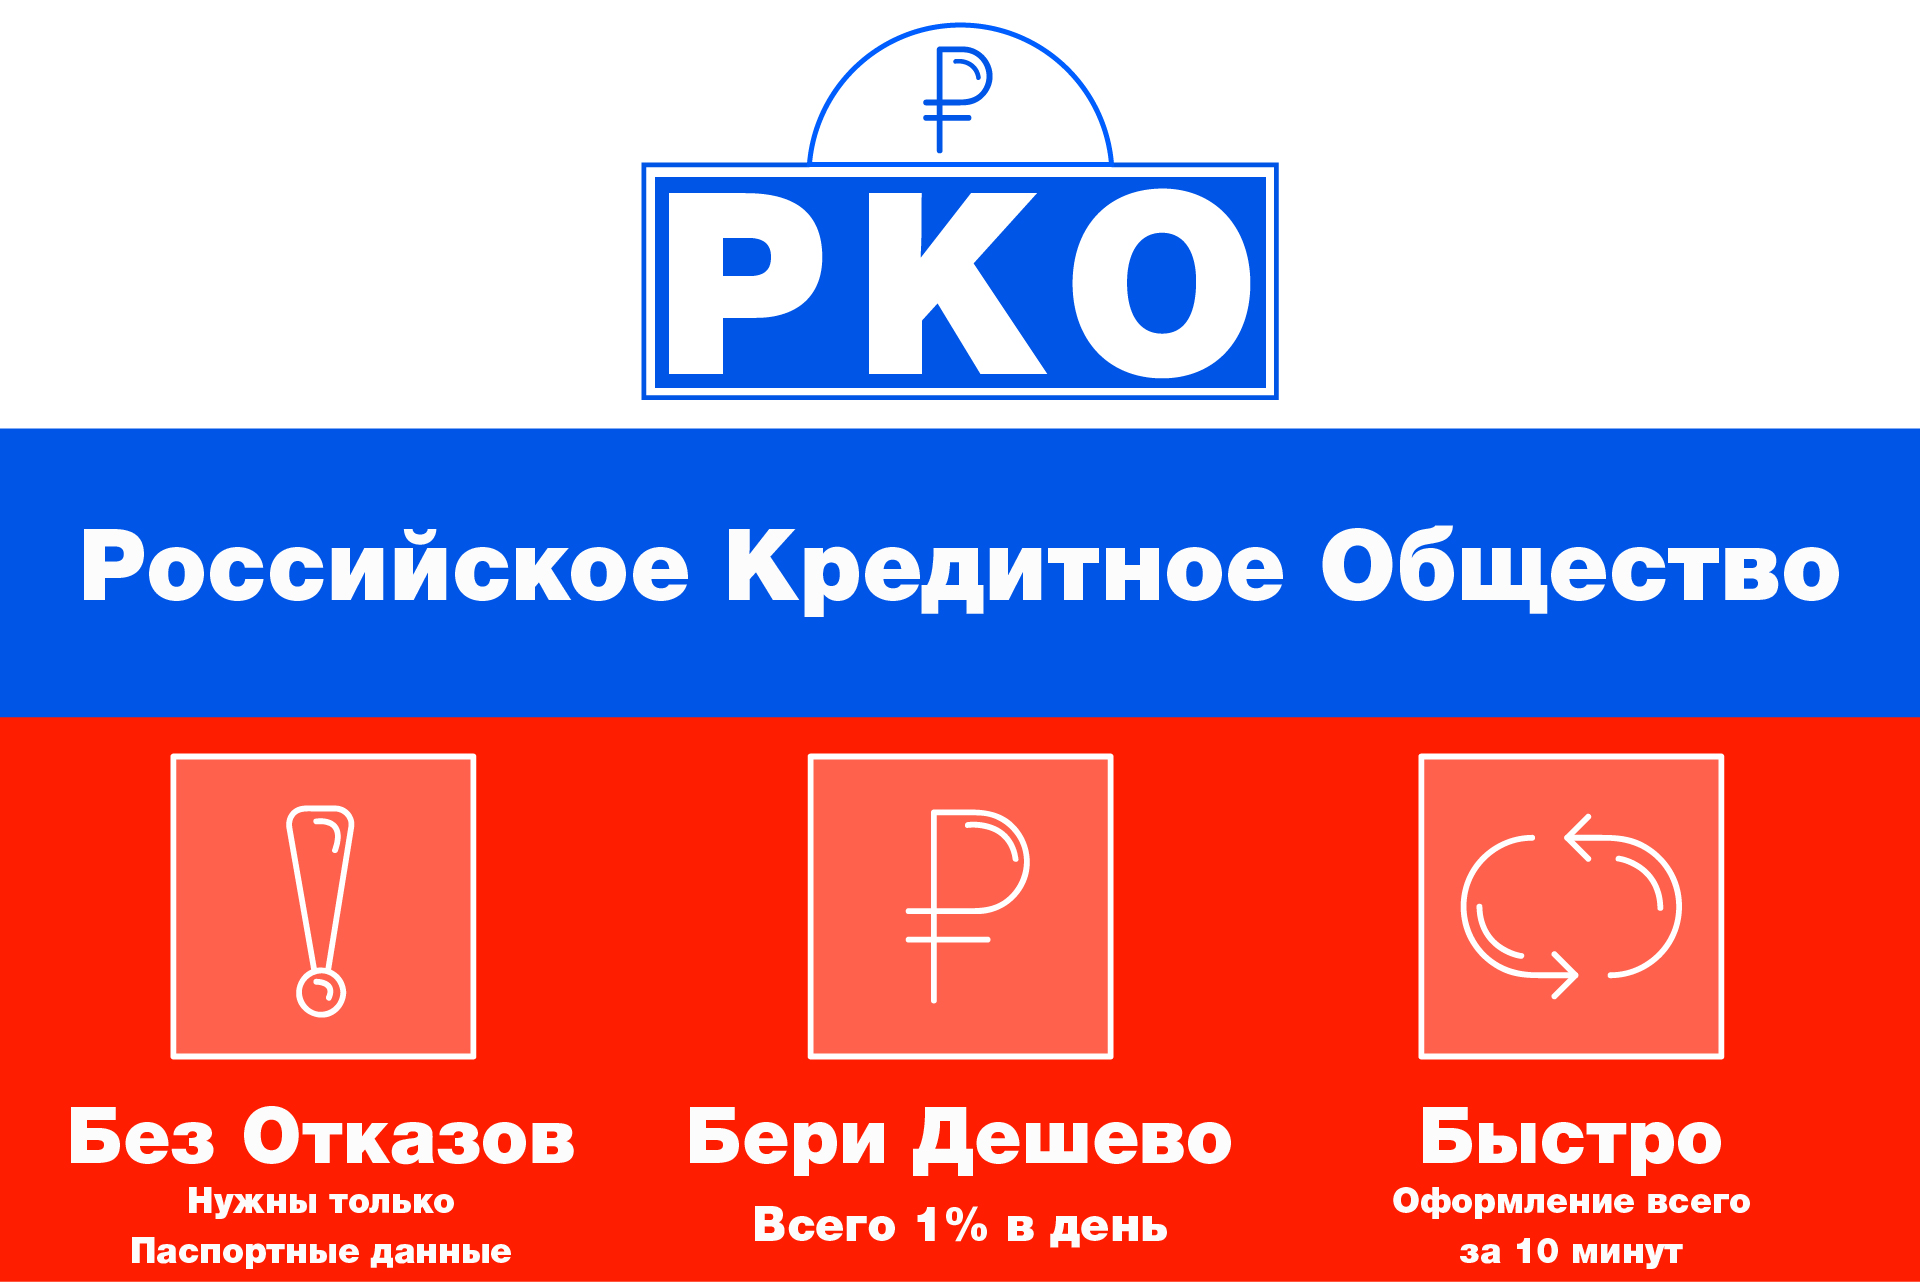 ₽
РКО
Российское Кредитное Общество
₽
Без Отказов
Нужны только
Паспортные данные
Бери Дешево
Всего 1% в день
Быстро
Оформление всего
за 10 минут